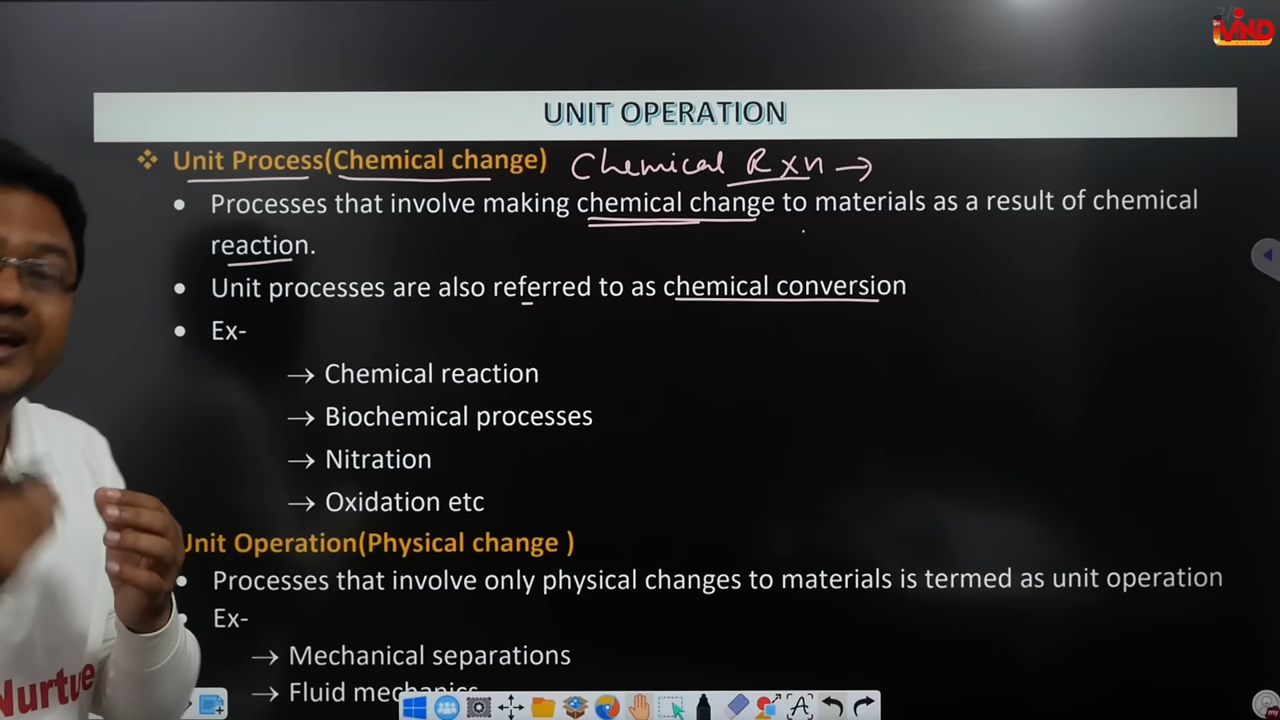 iMND
UNIT OPERATION
❖ Unit Process(Chemical change) Chemical Rxn →
• Processes that involve making chemical change to materials as a result of chemical
reaction.
• Unit processes are also referred to as chemical conversion
• Ex-
→ Chemical reaction
→ Biochemical processes
→ Nitration
→ Oxidation etc
Unit Operation(Physical change )
• Processes that involve only physical changes to materials is termed as unit operation
• Ex-
→ Mechanical separations
→ Fluid mechanics
Nurture